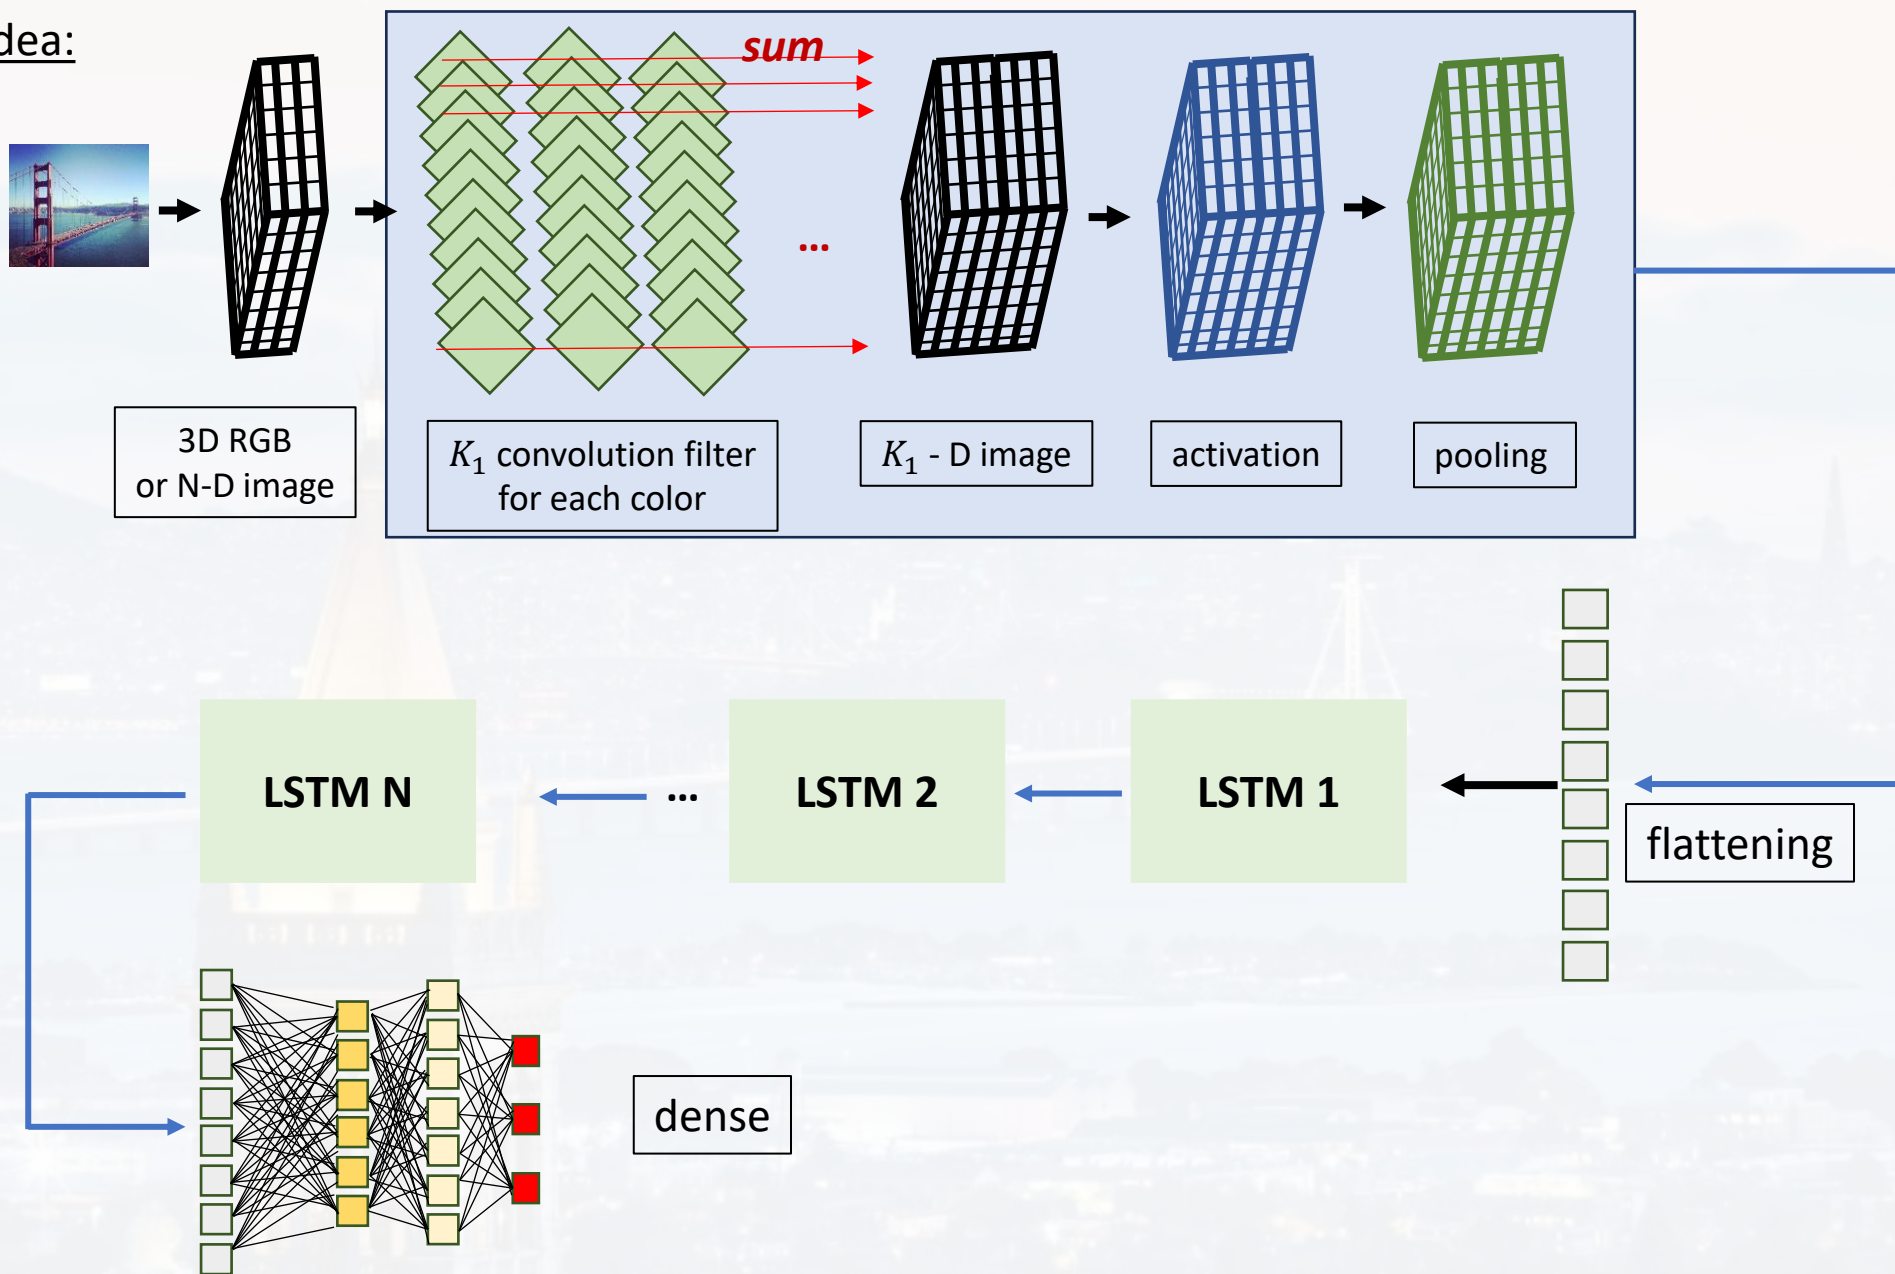 dea:
sum
...
3D RGB
or N-D image
K₁ convolution filter
for each color
K₁ - D image
activation
pooling
LSTM N
...
LSTM 2
LSTM 1
flattening
dense